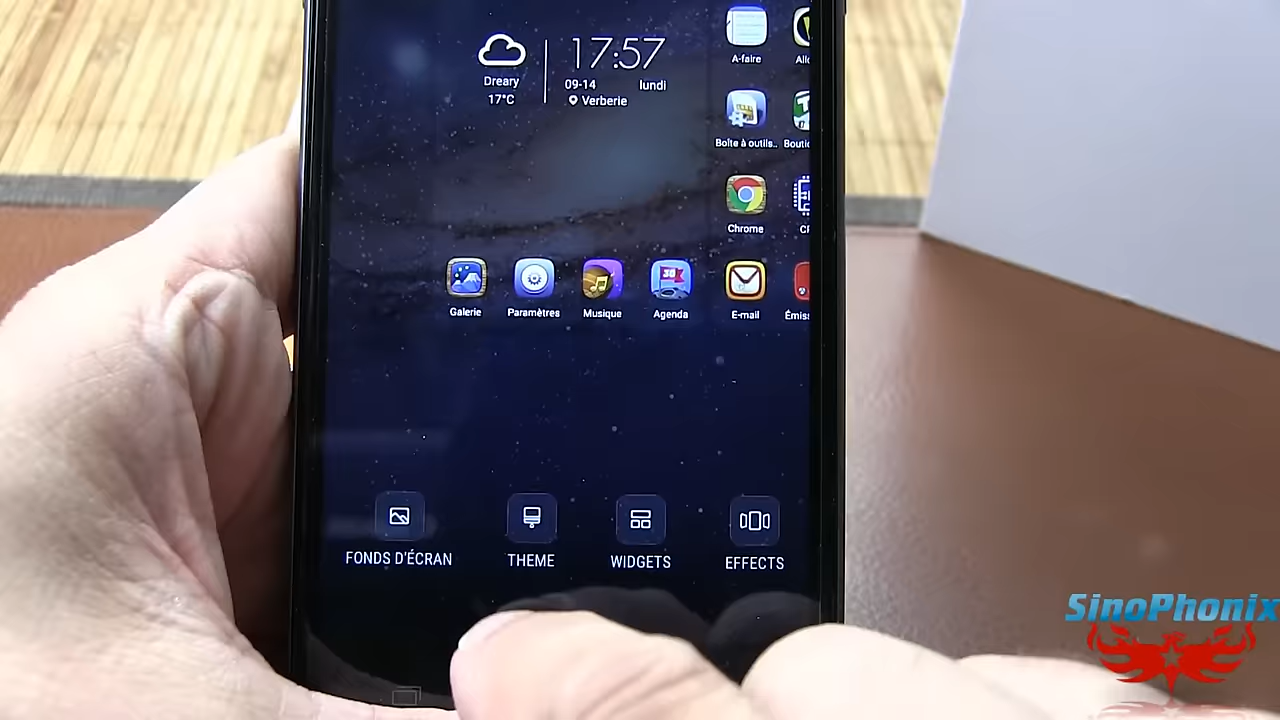 17:57
Dreary
09-14 lundi
17°C
Verberie
A-faire
Boîte à outils..
Chrome
Galerie
Paramètres
Musique
30
Agenda
E-mail
FONDS D'ÉCRAN
THEME
WIDGETS
EFFECTS
SinoPhonix